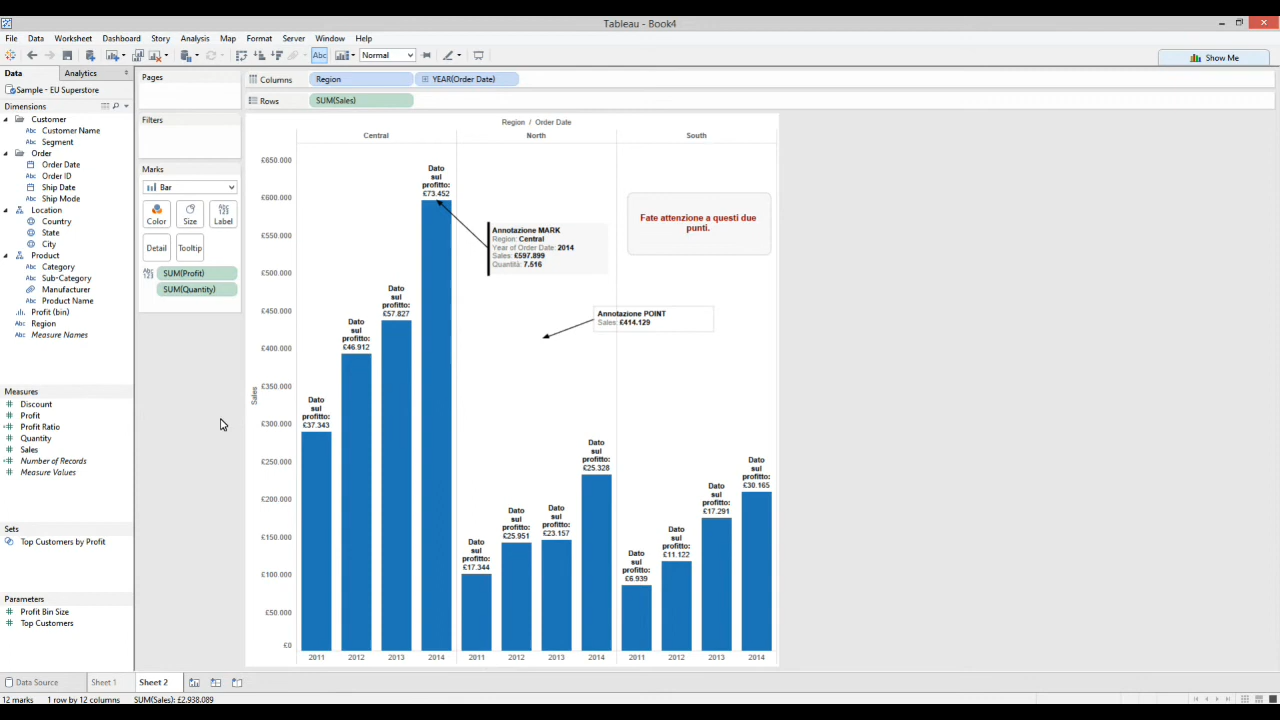 Tableau - Book4
File Data Worksheet Dashboard Story Analysis Map Format Server Window Help
Abc Normal Show Me
Data Analytics
Sample - EU Superstore
Dimensions
Customer
Abc Customer Name
Abc Segment
Order
Order Date
Abc Order ID
Ship Date
Abc Ship Mode
Location
Country
State
City
Product
Abc Category
Abc Sub-Category
Manufacturer
Abc Product Name
Profit (bin)
Abc Region
Abc Measure Names
Measures
Discount
Profit
Profit Ratio
Quantity
Sales
Number of Records
Measure Values
Sets
Top Customers by Profit
Parameters
Profit Bin Size
Top Customers
Pages
Filters
Marks
Bar
Color Size Label
Detail Tooltip
SUM(Profit)
SUM(Quantity)
Columns Region YEAR(Order Date)
Rows SUM(Sales)
Region / Order Date
Central North South
Sales
£650.000
£600.000
£550.000
£500.000
£450.000
£400.000
£350.000
£300.000
£250.000
£200.000
£150.000
£100.000
£50.000
£0
Dato
sul
profitto:
£37.343
Dato
sul
profitto:
£46.912
Dato
sul
profitto:
£57.827
Dato
sul
profitto:
£73.452
Annotazione MARK
Region: Central
Year of Order Date: 2014
Sales: £597.899
Quantità: 7.516
Fate attenzione a questi due
punti.
Annotazione POINT
Sales: £414.129
Dato
sul
profitto:
£17.344
Dato
sul
profitto:
£25.951
Dato
sul
profitto:
£23.157
Dato
sul
profitto:
£25.328
Dato
sul
profitto:
£6.939
Dato
sul
profitto:
£11.122
Dato
sul
profitto:
£17.291
Dato
sul
profitto:
£30.165
2011 2012 2013 2014 2011 2012 2013 2014 2011 2012 2013 2014
Data Source Sheet 1 Sheet 2
12 marks 1 row by 12 columns SUM(Sales): £2.938.089